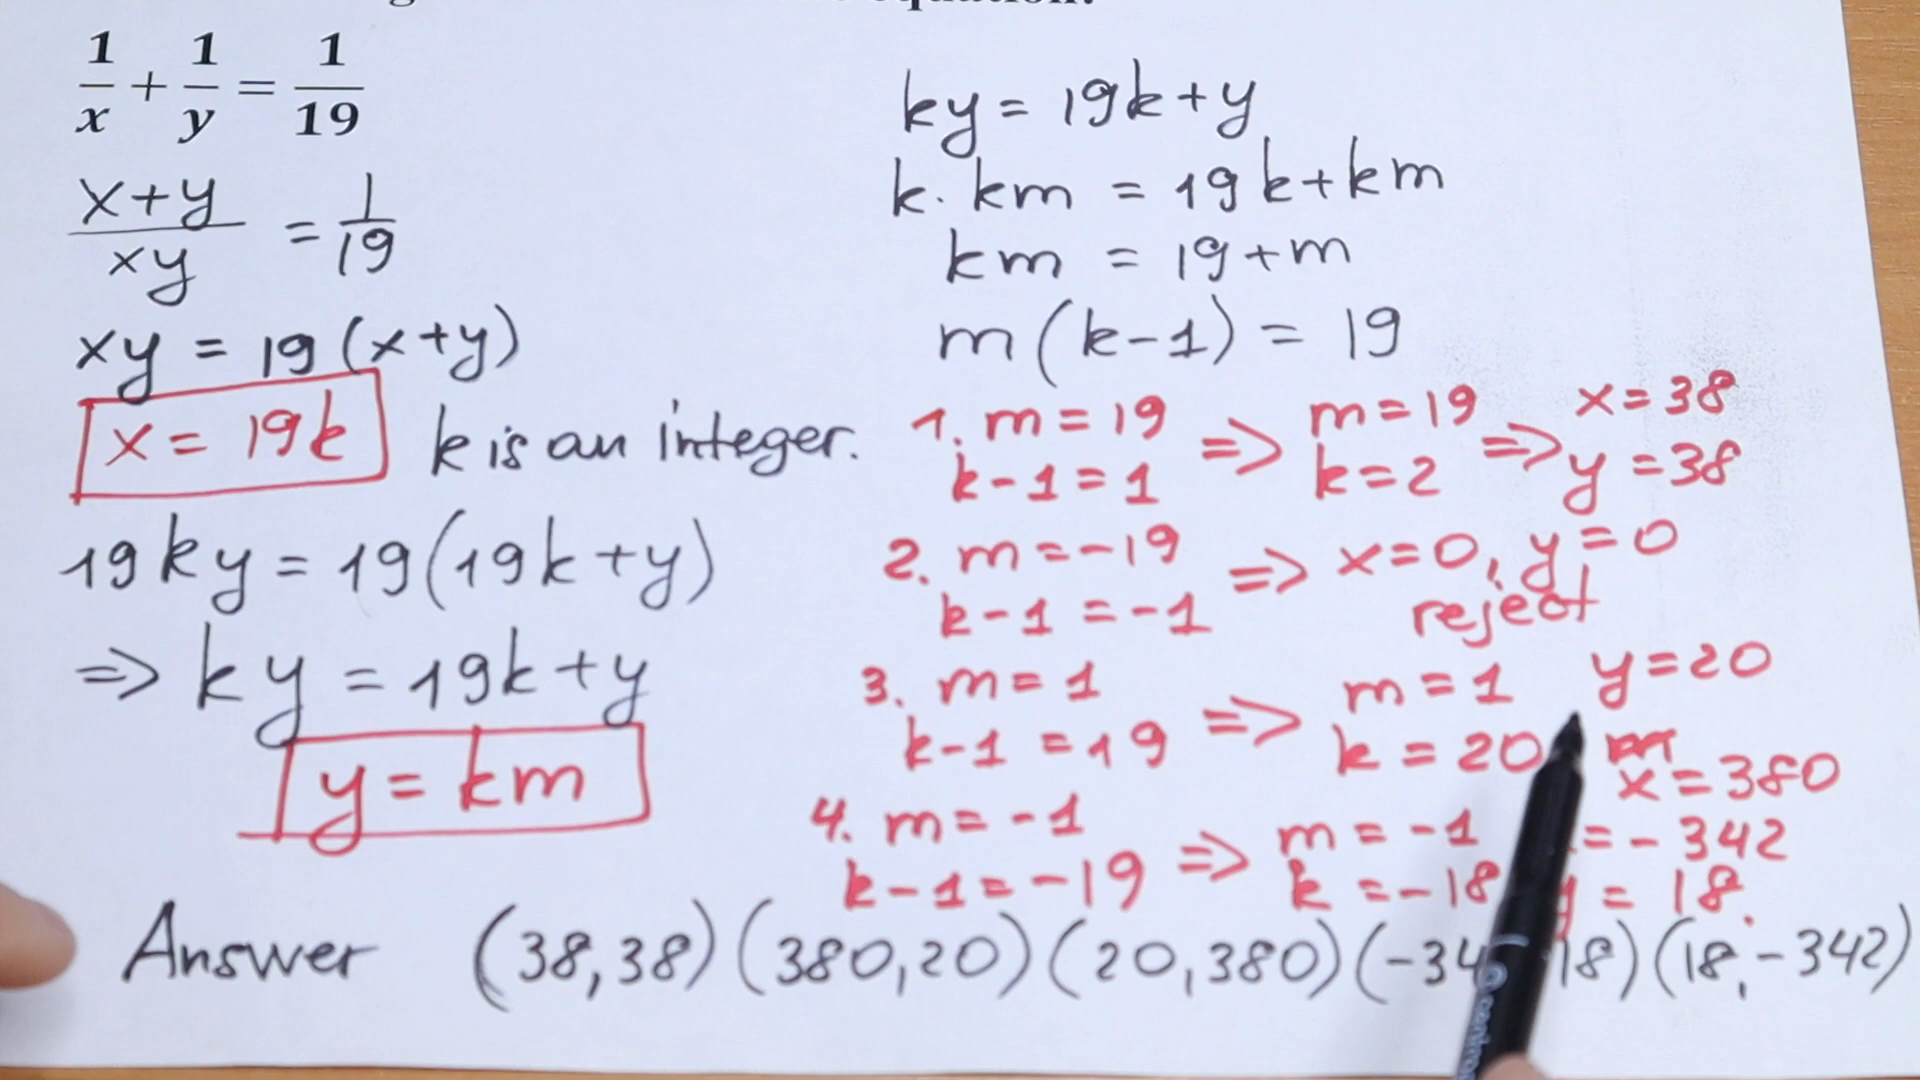 equation:
1/x + 1/y = 1/19
x+y/xy = 1/19
xy = 19(x+y)
x = 19k k is an integer.
19ky = 19(19k+y)
=> ky = 19k+y
y = km
ky = 19k+y
k. km = 19k+km
km = 19+m
m(k-1) = 19
1. m = 19 => m = 19 => x = 38
k-1 = 1 k = 2 y = 38
2. m = -19 => x = 0, y = 0
k-1 = -1 reject
3. m = 1 => m = 1 y = 20
k-1 = 19 k = 20 x = 380
4. m = -1 => m = -1 = - 342
k-1 = -19 k = -18 y = 18.
Answer (38,38) (380,20) (20,380) (-34 18) (18,-342)